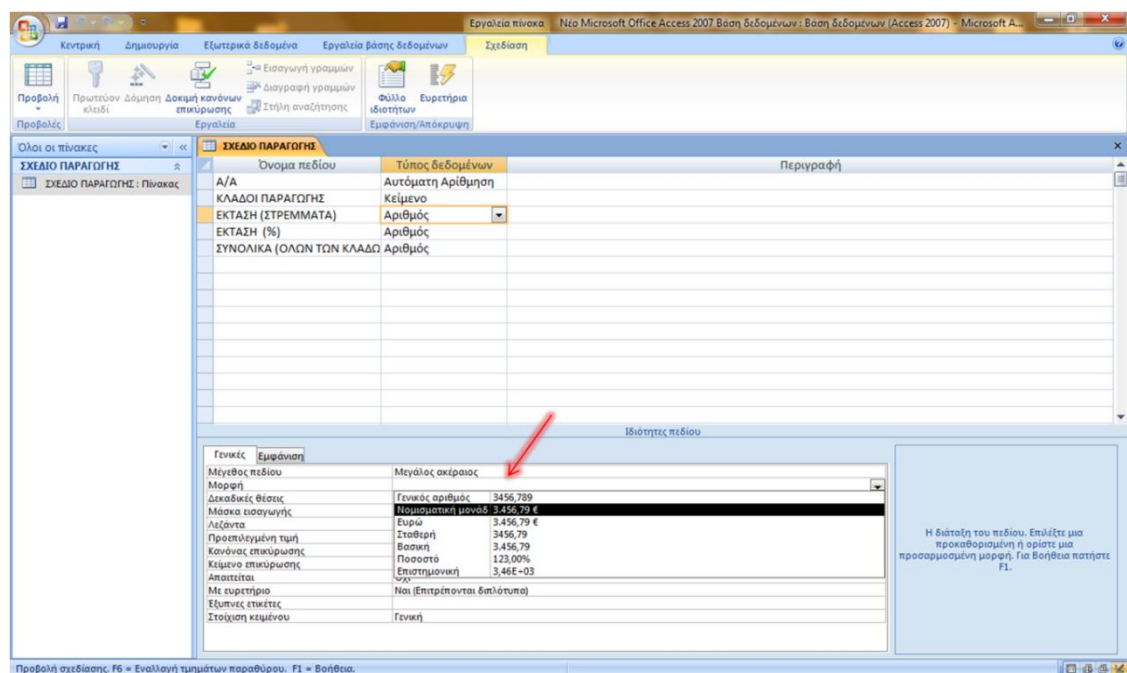 Εργαλεία πίνακα Νέο Microsoft Office Access 2007 Βάση δεδομένων : Βάση δεδομένων (Access 2007) - Microsoft A...
Κεντρική Δημιουργία Εξωτερικά δεδομένα Εργαλεία βάσης δεδομένων Σχεδίαση
Προβολή
Πρωτεύον κλειδί
Δόμηση
Δοκιμή κανόνων επικύρωσης
Εισαγωγή γραμμών
Διαγραφή γραμμών
Στήλη αναζήτησης
Φύλλο ιδιοτήτων
Ευρετήρια
Προβολές Εργαλεία Εμφάνιση/Απόκρυψη
Όλοι οι πίνακες
ΣΧΕΔΙΟ ΠΑΡΑΓΩΓΗΣ
ΣΧΕΔΙΟ ΠΑΡΑΓΩΓΗΣ : Πίνακας
ΣΧΕΔΙΟ ΠΑΡΑΓΩΓΗΣ
Όνομα πεδίου Τύπος δεδομένων Περιγραφή
Α/Α Αυτόματη Αρίθμηση
ΚΛΑΔΟΙ ΠΑΡΑΓΩΓΗΣ Κείμενο
ΕΚΤΑΣΗ (ΣΤΡΕΜΜΑΤΑ) Αριθμός
ΕΚΤΑΣΗ (%) Αριθμός
ΣΥΝΟΛΙΚΑ (ΟΛΩΝ ΤΩΝ ΚΛΑΔΩ Αριθμός
Ιδιότητες πεδίου
Γενικές Εμφάνιση
Μέγεθος πεδίου Μεγάλος ακέραιος
Μορφή
Δεκαδικές θέσεις Γενικός αριθμός 3456,789
Μάσκα εισαγωγής Νομισματική μονάδ 3.456,79 €
Λεζάντα Ευρώ 3.456,79 €
Προεπιλεγμένη τιμή Σταθερή 3456,79
Κανόνας επικύρωσης Βασική 3.456,79
Κείμενο επικύρωσης Ποσοστό 123,00%
Απαιτείται Επιστημονική 3,46E+03
Με ευρετήριο Ναι (Επιτρέπονται διπλότυπα)
Έξυπνες ετικέτες
Στοίχιση κειμένου Γενική
Η διάταξη του πεδίου. Επιλέξτε μια
προκαθορισμένη ή ορίστε μια
προσαρμοσμένη μορφή. Για Βοήθεια πατήστε
F1.
Προβολή σχεδίασης. F6 = Εναλλαγή τμημάτων παραθύρου. F1 = Βοήθεια.